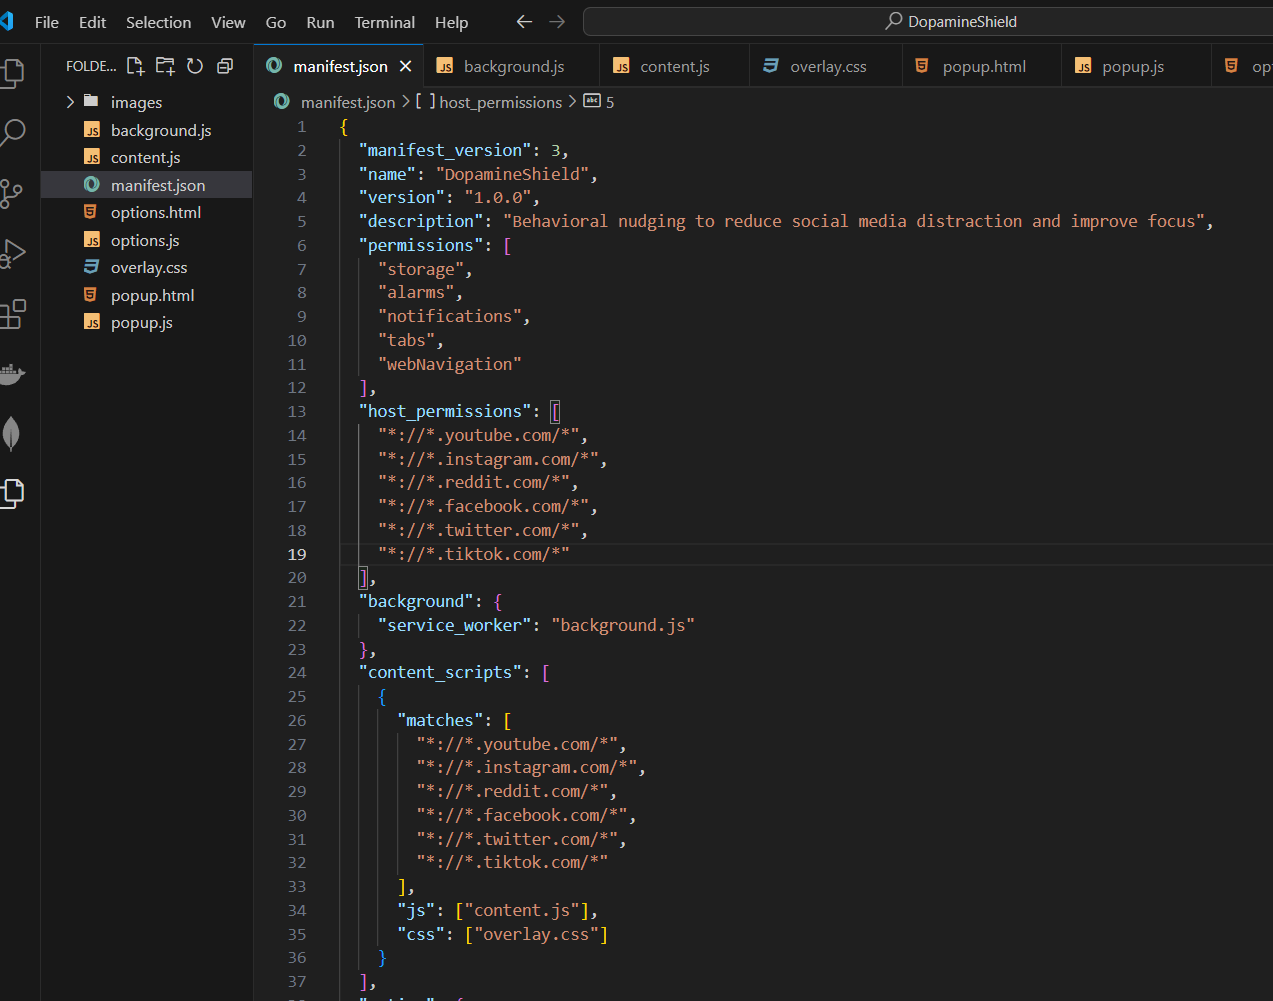 File Edit Selection View Go Run Terminal Help DopamineShield
FOLDE... manifest.json background.js content.js overlay.css popup.html popup.js
manifest.json > [ ] host_permissions > abc 5
images
background.js
content.js
manifest.json
options.html
options.js
overlay.css
popup.html
popup.js
1 {
2 "manifest_version": 3,
3 "name": "DopamineShield",
4 "version": "1.0.0",
5 "description": "Behavioral nudging to reduce social media distraction and improve focus",
6 "permissions": [
7 "storage",
8 "alarms",
9 "notifications",
10 "tabs",
11 "webNavigation"
12 ],
13 "host_permissions": [
14 "*://*.youtube.com/*",
15 "*://*.instagram.com/*",
16 "*://*.reddit.com/*",
17 "*://*.facebook.com/*",
18 "*://*.twitter.com/*",
19 "*://*.tiktok.com/*"
20 ],
21 "background": {
22 "service_worker": "background.js"
23 },
24 "content_scripts": [
25 {
26 "matches": [
27 "*://*.youtube.com/*",
28 "*://*.instagram.com/*",
29 "*://*.reddit.com/*",
30 "*://*.facebook.com/*",
31 "*://*.twitter.com/*",
32 "*://*.tiktok.com/*"
33 ],
34 "js": ["content.js"],
35 "css": ["overlay.css"]
36 }
37 ],